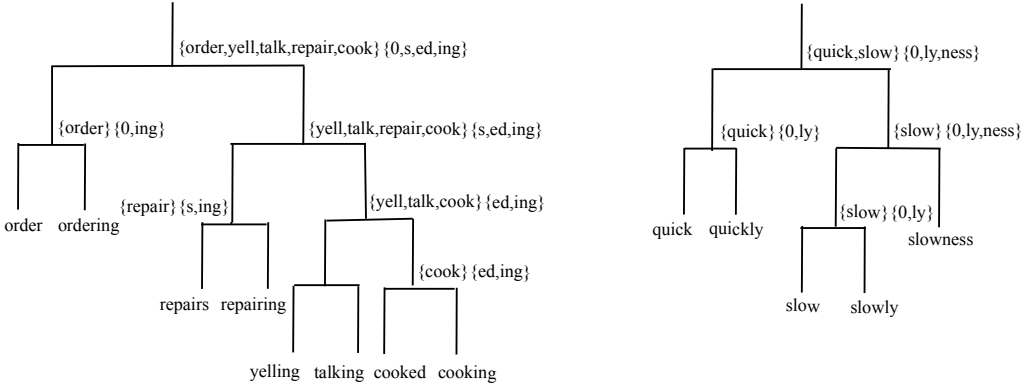 {order,yell,talk,repair,cook}{0,s,ed,ing}
{order}{0,ing}
{yell,talk,repair,cook}{s,ed,ing}
order
ordering
{repair}{s,ing}
{yell,talk,cook}{ed,ing}
repairs
repairing
{cook}{ed,ing}
yelling
talking
cooked
cooking
{quick,slow}{0,ly,ness}
{quick}{0,ly}
{slow}{0,ly,ness}
quick
quickly
{slow}{0,ly}
slowness
slow
slowly